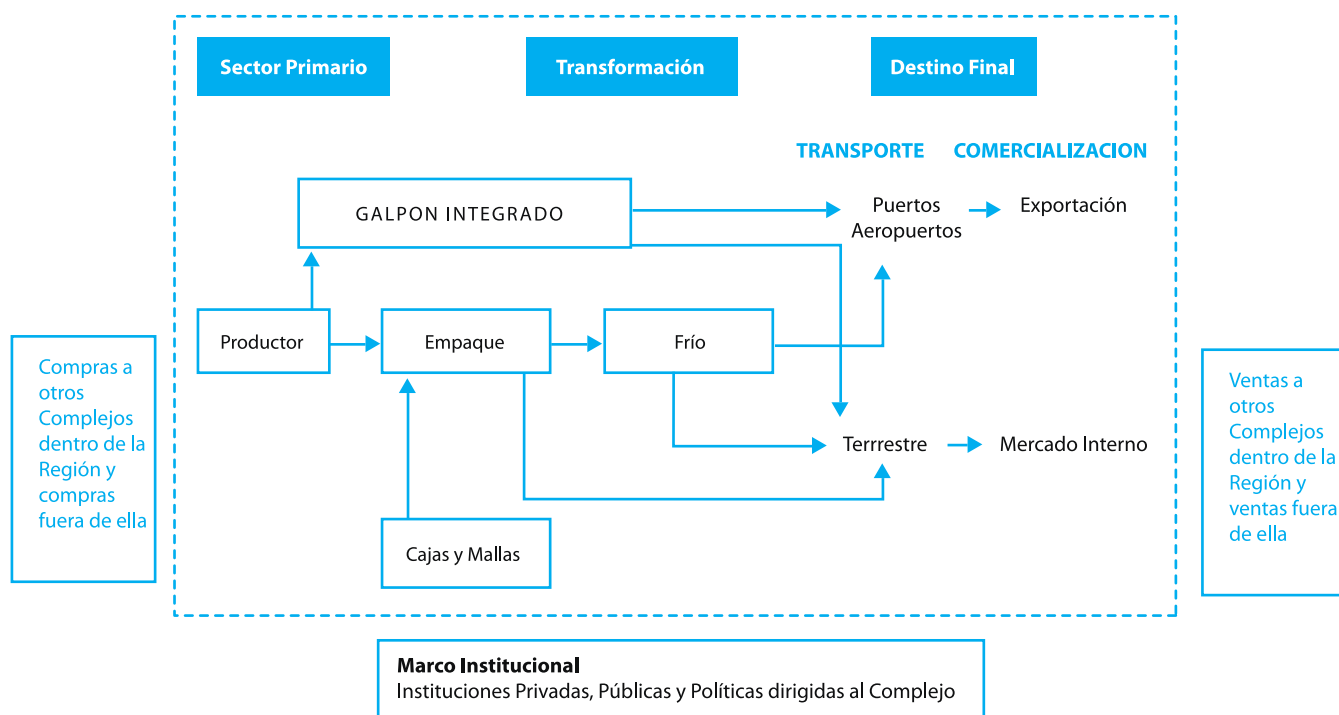 Sector Primario
Transformación
Destino Final
TRANSPORTE
COMERCIALIZACION
GALPON INTEGRADO
Puertos
Aeropuertos
Exportación
Productor
Empaque
Frío
Compras a
otros
Complejos
dentro de la
Región y
compras
fuera de ella
Ventas a
otros
Complejos
dentro de la
Región y
ventas fuera
de ella
Terrrestre
Mercado Interno
Cajas y Mallas
Marco Institucional
Instituciones Privadas, Públicas y Políticas dirigidas al Complejo